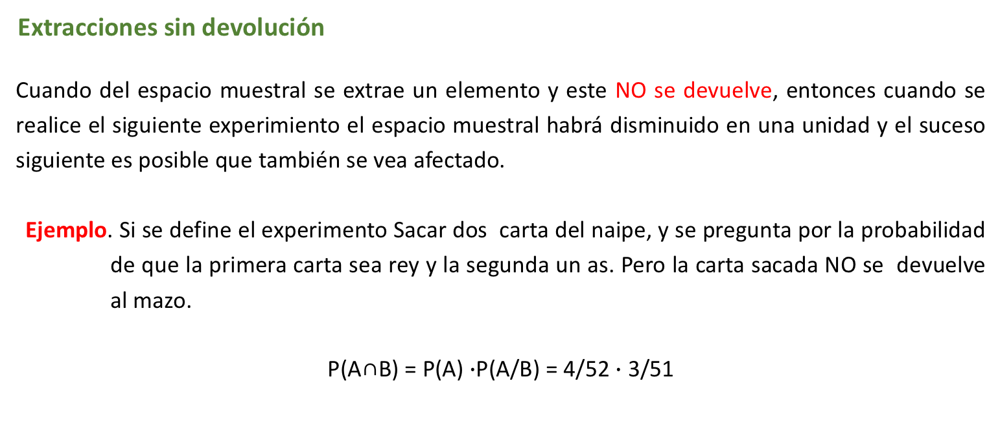 Extracciones sin devolución
Cuando del espacio muestral se extrae un elemento y este NO se devuelve, entonces cuando se
realice el siguiente experimiento el espacio muestral habrá disminuido en una unidad y el suceso
siguiente es posible que también se vea afectado.
Ejemplo. Si se define el experimento Sacar dos carta del naipe, y se pregunta por la probabilidad
de que la primera carta sea rey y la segunda un as. Pero la carta sacada NO se devuelve
al mazo.
P(A∩B) = P(A) ·P(A/B) = 4/52 · 3/51